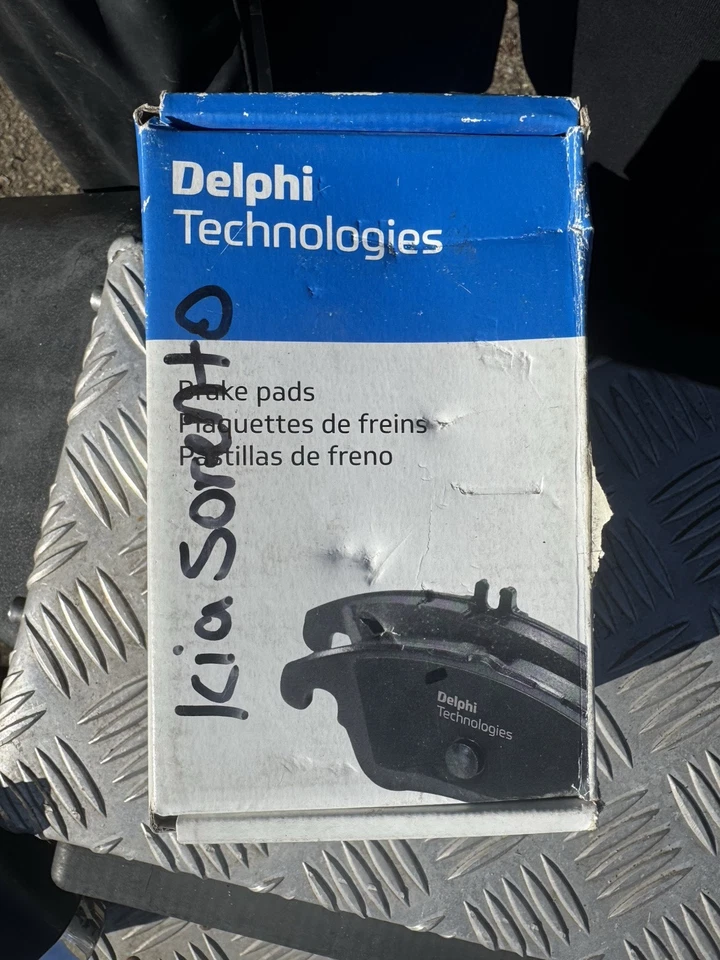 Delphi
Technologies
Brake pads
Plaquettes de freins
Pastillas de freno
Kia Sorento
Delphi
Technologies